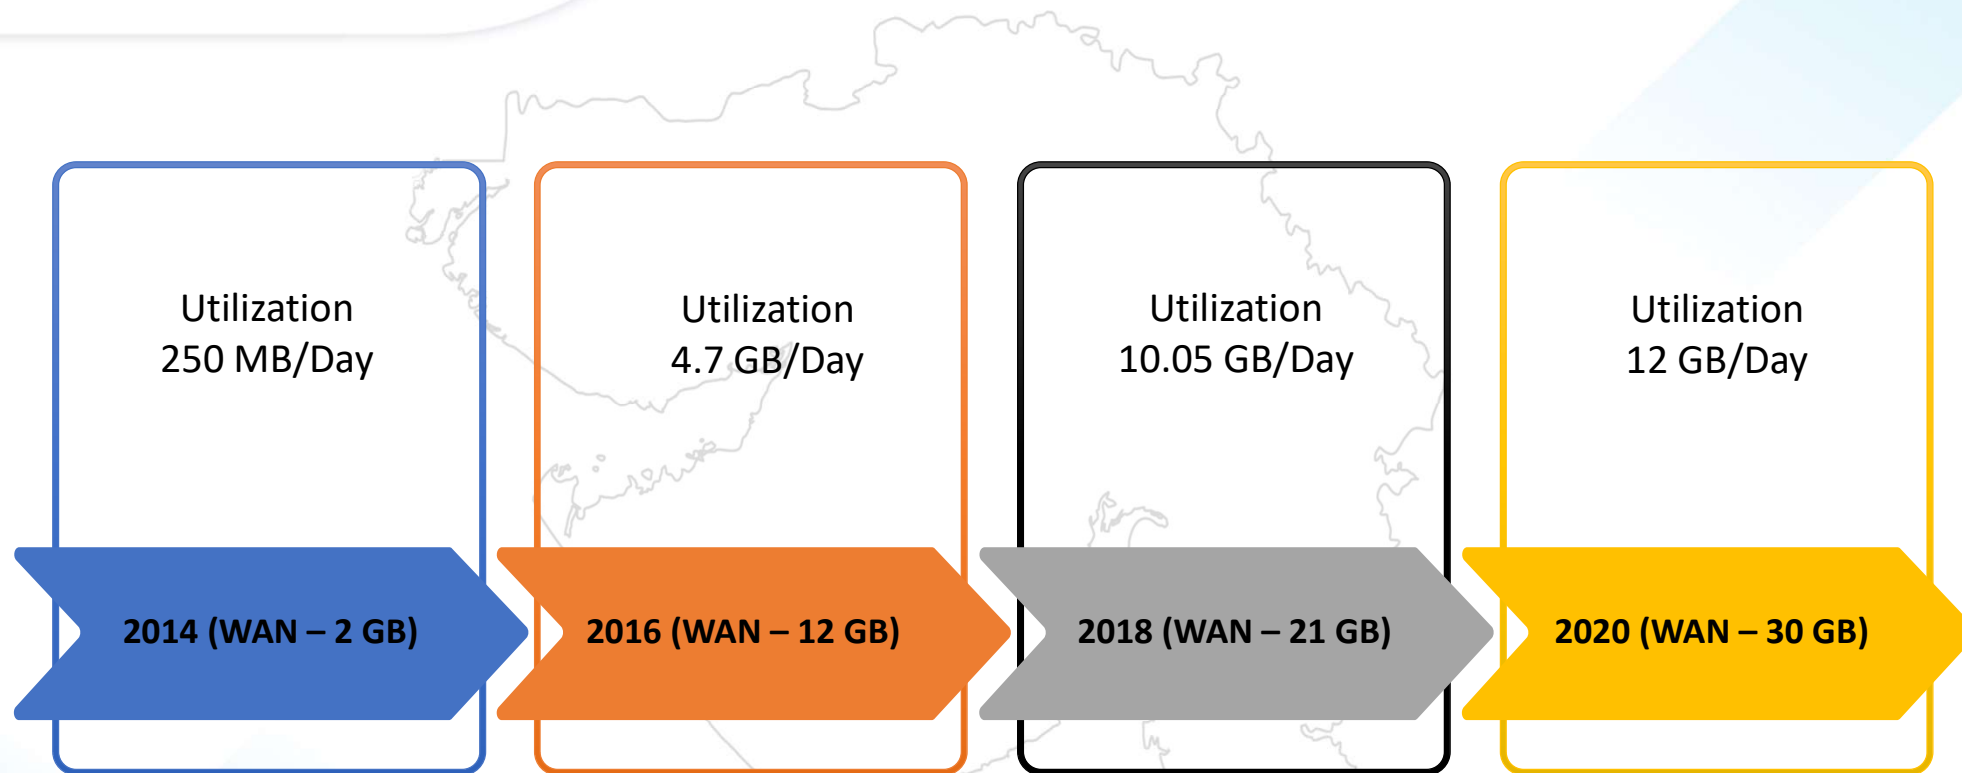 Utilization
250 MB/Day
2014 (WAN – 2 GB)
Utilization
4.7 GB/Day
2016 (WAN – 12 GB)
Utilization
10.05 GB/Day
2018 (WAN – 21 GB)
Utilization
12 GB/Day
2020 (WAN – 30 GB)